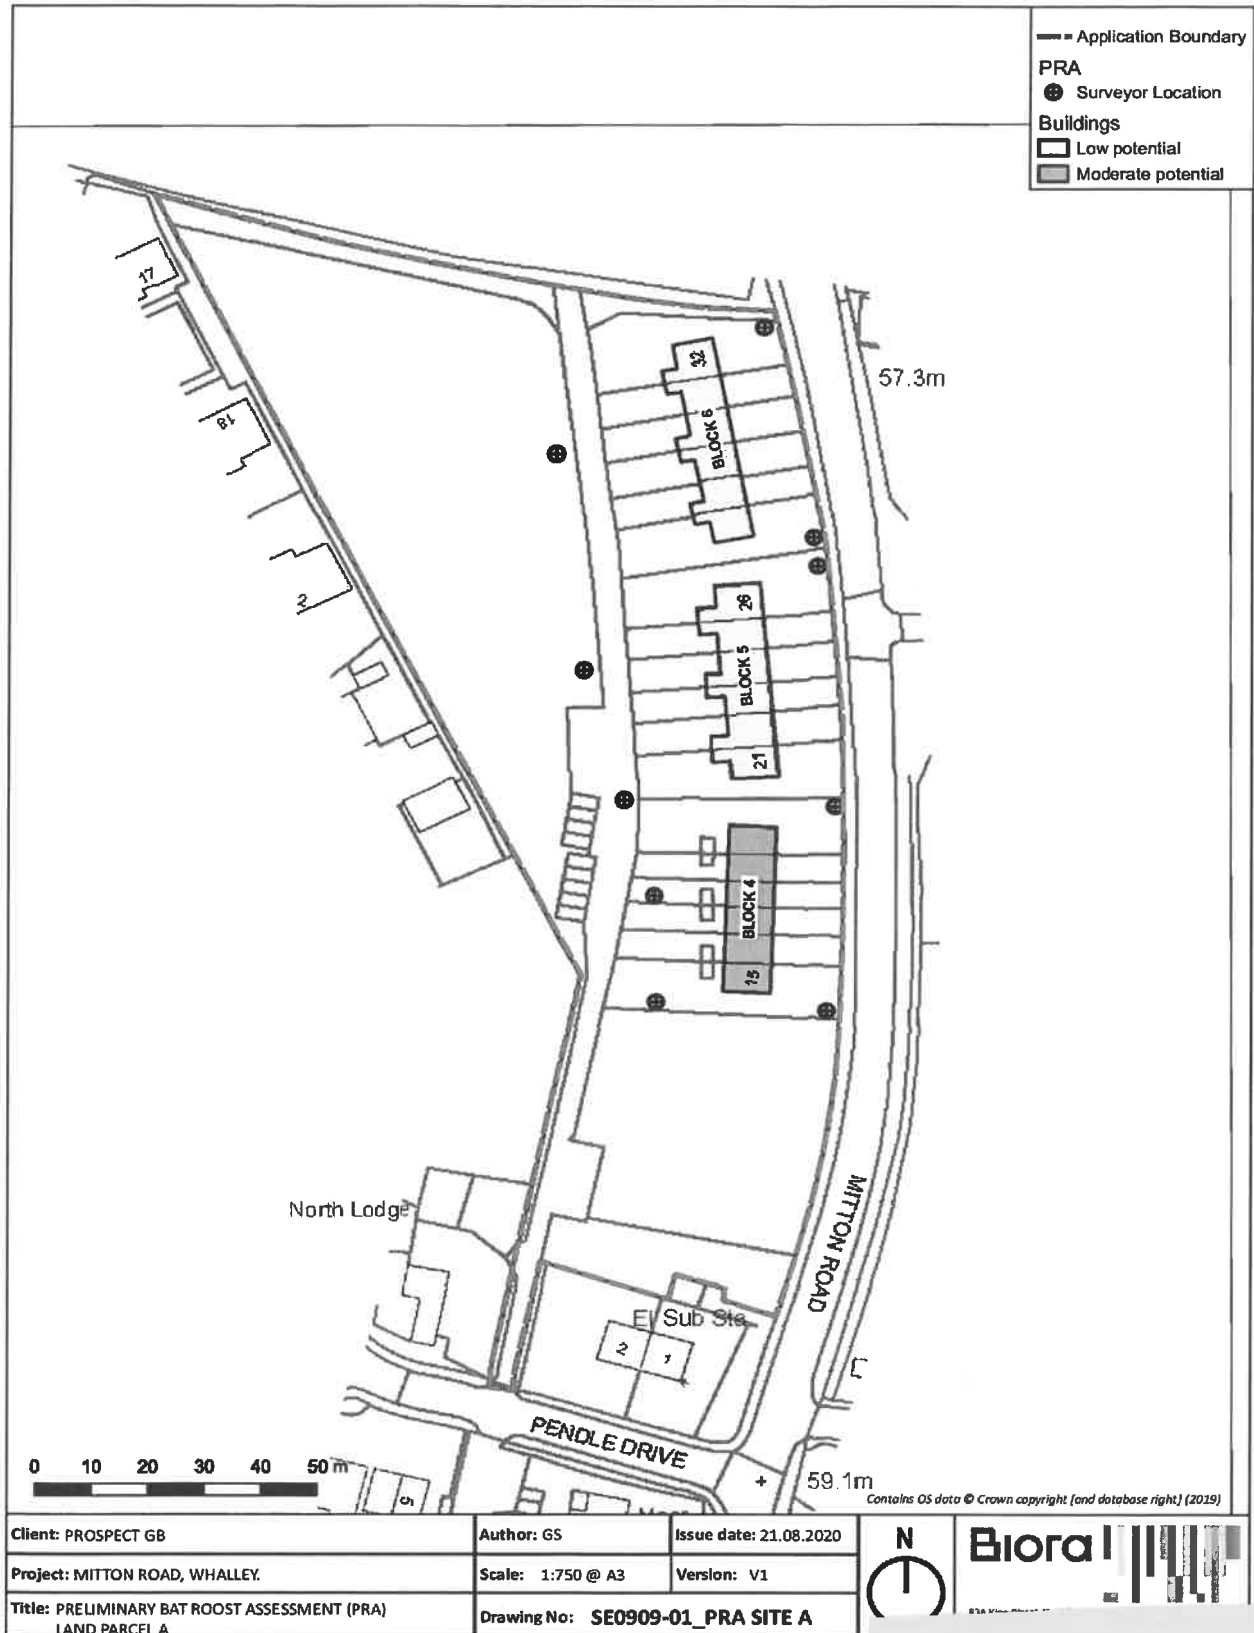 Application Boundary
PRA
Surveyor Location
Buildings
Low potential
Moderate potential
17
18
2
32
BLOCK 6
57.3m
26
BLOCK 5
21
BLOCK 4
15
North Lodge
MITTON ROAD
El Sub Sta
2
1
PENDLE DRIVE
59.1m
5
0 10 20 30 40 50 m
Contains OS data © Crown copyright [and database right] (2019)
Client: PROSPECT GB
Author: GS
Issue date: 21.08.2020
Project: MITTON ROAD, WHALLEY.
Scale: 1:750 @ A3
Version: V1
Title: PRELIMINARY BAT ROOST ASSESSMENT (PRA)
LAND PARCEL A
Drawing No: SE0909-01_PRA SITE A
N
Biora